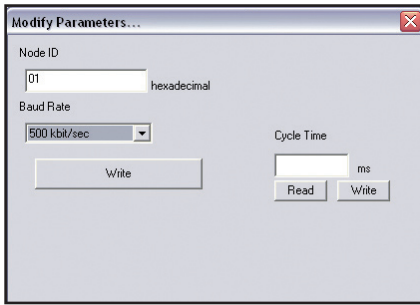 Modify Parameters...
Node ID
01
hexadecimal
Baud Rate
500 kbit/sec
Write
Cycle Time
ms
Read
Write